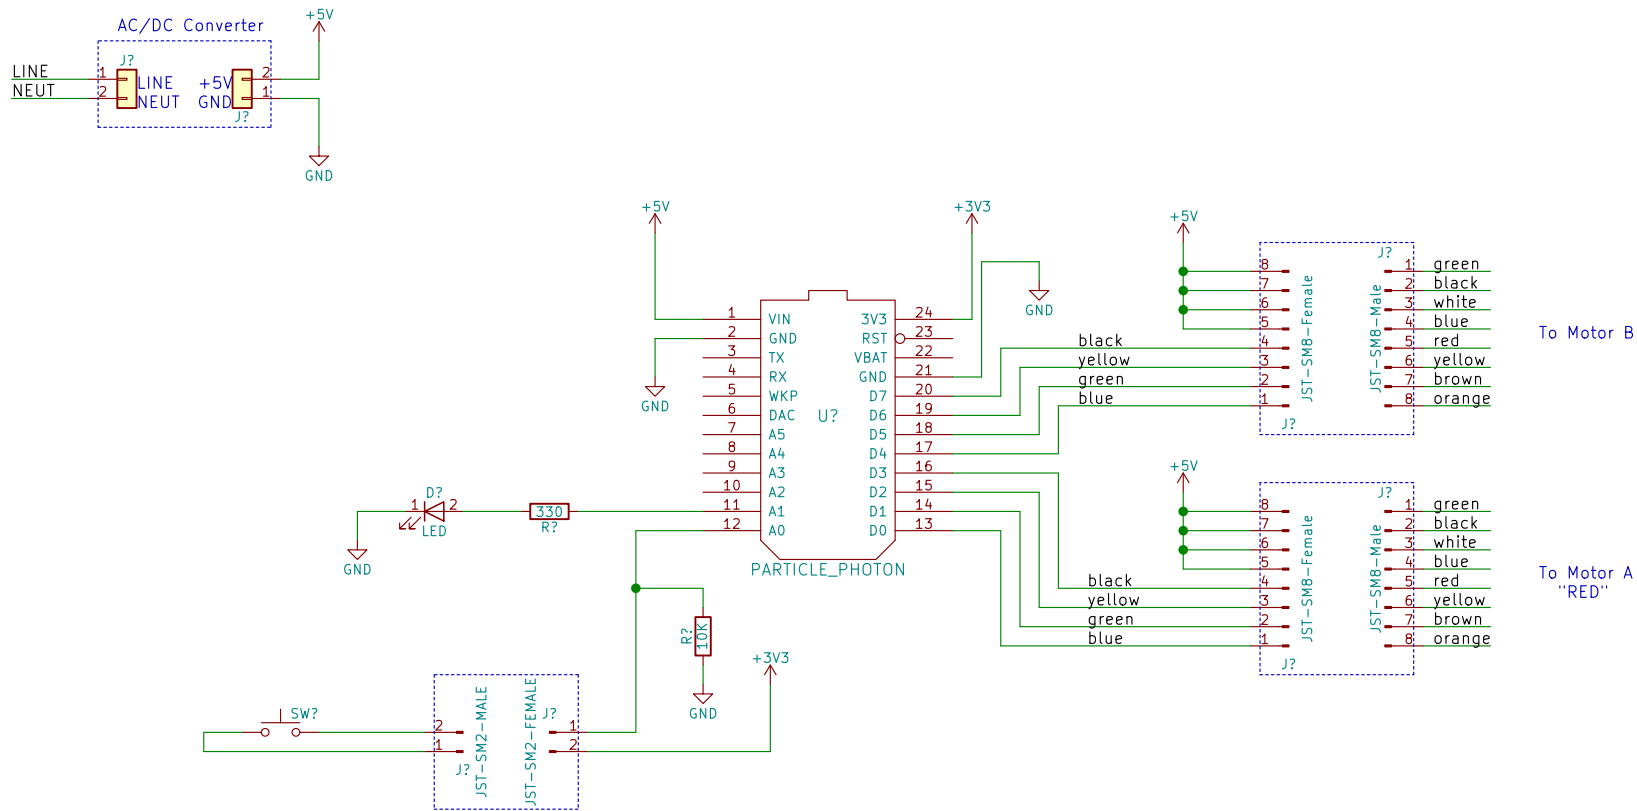 AC/DC Converter
+5V
J?
LINE 1 LINE +5V 2
NEUT 2 NEUT GND 1
J?
GND
+5V
+3V3
+5V
J?
8 1 green
7 2 black
GND
6 3 white
5 4 blue
black 4 5 red
yellow 3 6 yellow
green 2 7 brown
blue 1 8 orange
JST-SM8-Female
JST-SM8-Male
J?
To Motor B
1 VIN 3V3 24
2 GND RST 23
3 TX VBAT 22
4 RX GND 21
5 WKP D7 20
6 DAC D6 19
7 A5 D5 18
8 A4 D4 17
9 A3 D3 16
10 A2 D2 15
11 A1 D1 14
12 A0 D0 13
U?
PARTICLE_PHOTON
GND
D?
1 2
LED
330
R?
GND
+5V
J?
8 1 green
7 2 black
6 3 white
5 4 blue
black 4 5 red
yellow 3 6 yellow
green 2 7 brown
blue 1 8 orange
JST-SM8-Female
JST-SM8-Male
J?
To Motor A
"RED"
R?
10K
GND
+3V3
SW?
J?
2 1
1 2
J?
JST-SM2-MALE
JST-SM2-FEMALE